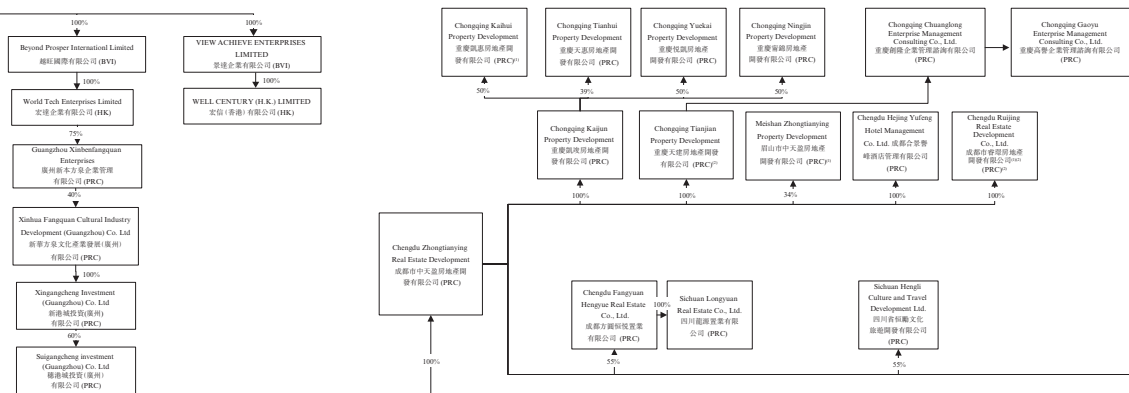 100%
100%
Beyond Prosper Internationl Limited
越旺國際有限公司 (BVI)
VIEW ACHIEVE ENTERPRISES
LIMITED
景達企業有限公司 (BVI)
100%
100%
World Tech Enterprises Limited
宏達企業有限公司 (HK)
WELL CENTURY (H.K.) LIMITED
宏信(香港)有限公司 (HK)
75%
Guangzhou Xinbenfangquan
Enterprises
廣州新本方泉企業管理
有限公司 (PRC)
40%
Xinhua Fangquan Cultural Industry
Development (Guangzhou) Co. Ltd
新華方泉文化產業發展(廣州)
有限公司 (PRC)
100%
Xingangcheng Investment
(Guangzhou) Co. Ltd
新港城投資(廣州)
有限公司 (PRC)
60%
Suigangcheng investment
(Guangzhou) Co. Ltd
穗港城投資(廣州)
有限公司 (PRC)
Chongqing Kaihui
Property Development
重慶凱惠房地產開
發有限公司 (PRC)⁽¹⁾
Chongqing Tianhui
Property Development
重慶天惠房地產開
發有限公司 (PRC)
Chongqing Yuekai
Property Development
重慶悅凱房地產
開發有限公司 (PRC)
Chongqing Ningjin
Property Development
重慶甯錦房地產
開發有限公司 (PRC)
Chongqing Chuanglong
Enterprise Management
Consulting Co., Ltd.
重慶創隆企業管理諮詢有限公司
(PRC)
Chongqing Gaoyu
Enterprise Management
Consulting Co., Ltd.
重慶高譽企業管理諮詢有限公司
(PRC)
50%
39%
50%
50%
100%
Chongqing Kaijun
Property Development
重慶凱竣房地產開
發有限公司 (PRC)
Chongqing Tianjian
Property Development
重慶天建房地產開發
有限公司 (PRC)⁽²⁾
Meishan Zhongtianying
Property Development
眉山市中天盈房地產
開發有限公司 (PRC)
Chengdu Hejing Yufeng
Hotel Management
Co. Ltd. 成都合景譽
峰酒店管理有限公司
(PRC)
Chengdu Ruijing
Real Estate
Development
Co., Ltd.
成都市睿璟房地產
開發有限公司
(PRC)
100%
100%
34%
100%
100%
Chengdu Zhongtianying
Real Estate Development
成都市中天盈房地產開
發有限公司 (PRC)
100%
Chengdu Fangyuan
Hengyue Real Estate
Co., Ltd.
成都方圓恒悅置業
有限公司 (PRC)
100%
Sichuan Longyuan
Real Estate Co., Ltd.
四川龍源置業有限
公司 (PRC)
Sichuan Hengli
Culture and Travel
Development Ltd.
四川省恒勵文化
旅遊開發有限公司
(PRC)
55%
55%